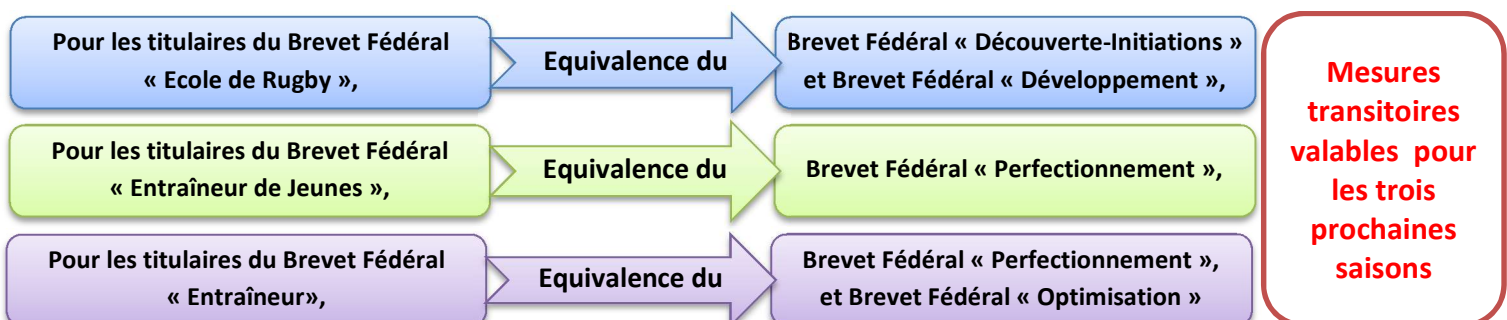 Pour les titulaires du Brevet Fédéral
« Ecole de Rugby »,
Equivalence du
Brevet Fédéral « Découverte-Initiations »
et Brevet Fédéral « Développement »,
Pour les titulaires du Brevet Fédéral
« Entraîneur de Jeunes »,
Equivalence du
Brevet Fédéral « Perfectionnement »,
Pour les titulaires du Brevet Fédéral
« Entraîneur»,
Equivalence du
Brevet Fédéral « Perfectionnement »,
et Brevet Fédéral « Optimisation »
Mesures
transitoires
valables pour
les trois
prochaines
saisons